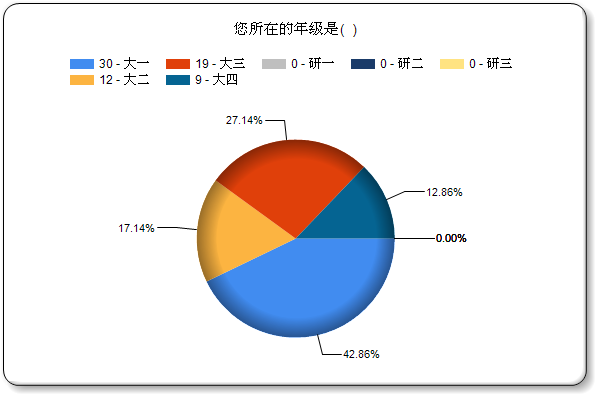 您所在的年级是( )
30 - 大一 19 - 大三 0 - 研一 0 - 研二 0 - 研三
12 - 大二 9 - 大四
27.14%
12.86%
17.14%
0.00%
42.86%